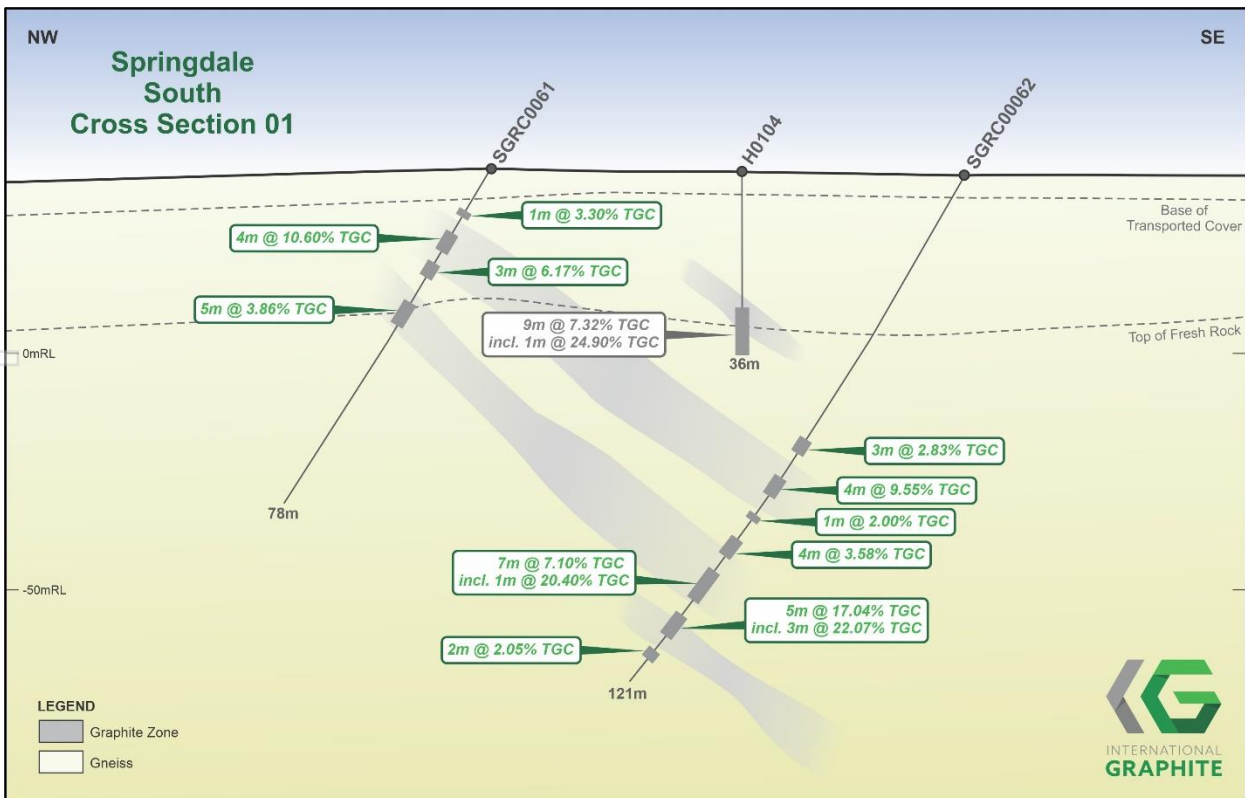 NW
SE
Springdale
South
Cross Section 01
SGRC0061
H0104
SGRC00062
1m @ 3.30% TGC
4m @ 10.60% TGC
3m @ 6.17% TGC
5m @ 3.86% TGC
Base of
Transported Cover
9m @ 7.32% TGC
incl. 1m @ 24.90% TGC
Top of Fresh Rock
0mRL
36m
3m @ 2.83% TGC
4m @ 9.55% TGC
78m
1m @ 2.00% TGC
4m @ 3.58% TGC
7m @ 7.10% TGC
incl. 1m @ 20.40% TGC
-50mRL
5m @ 17.04% TGC
incl. 3m @ 22.07% TGC
2m @ 2.05% TGC
121m
LEGEND
Graphite Zone
Gneiss
INTERNATIONAL
GRAPHITE